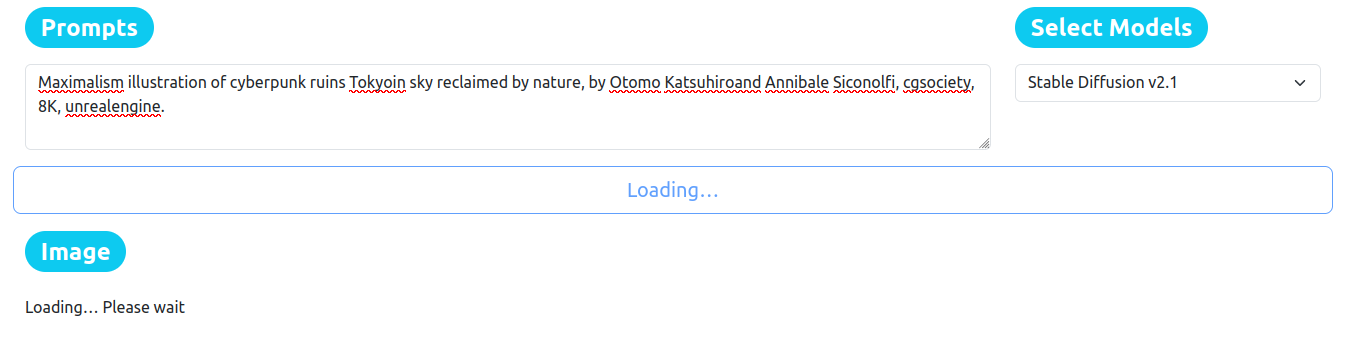 Prompts
Select Models
Maximalism illustration of cyberpunk ruins Tokyoin sky reclaimed by nature, by Otomo Katsuhiroand Annibale Siconolfi, cgsociety,
8K, unrealengine.
Stable Diffusion v2.1
Loading...
Image
Loading... Please wait